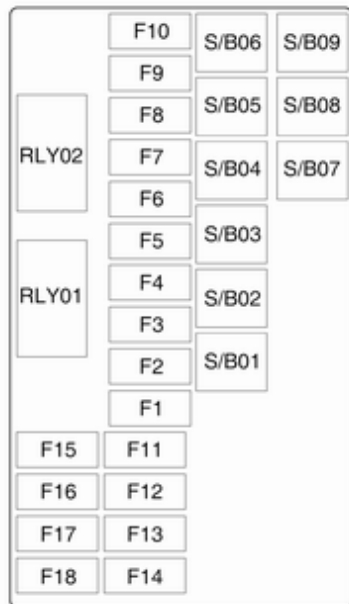 F10 S/B06 S/B09
F9
F8 S/B05 S/B08
RLY02 F7 S/B04 S/B07
F6
F5 S/B03
F4
RLY01 S/B02
F3
F2 S/B01
F1
F15 F11
F16 F12
F17 F13
F18 F14